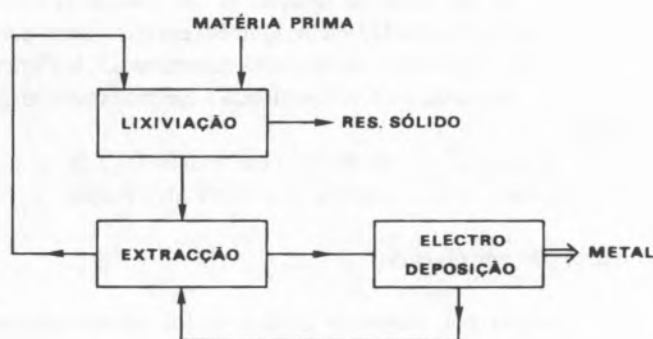 MATÉRIA PRIMA
LIXIVIAÇÃO
RES. SÓLIDO
EXTRACÇÃO
ELECTRO
DEPOSIÇÃO
METAL